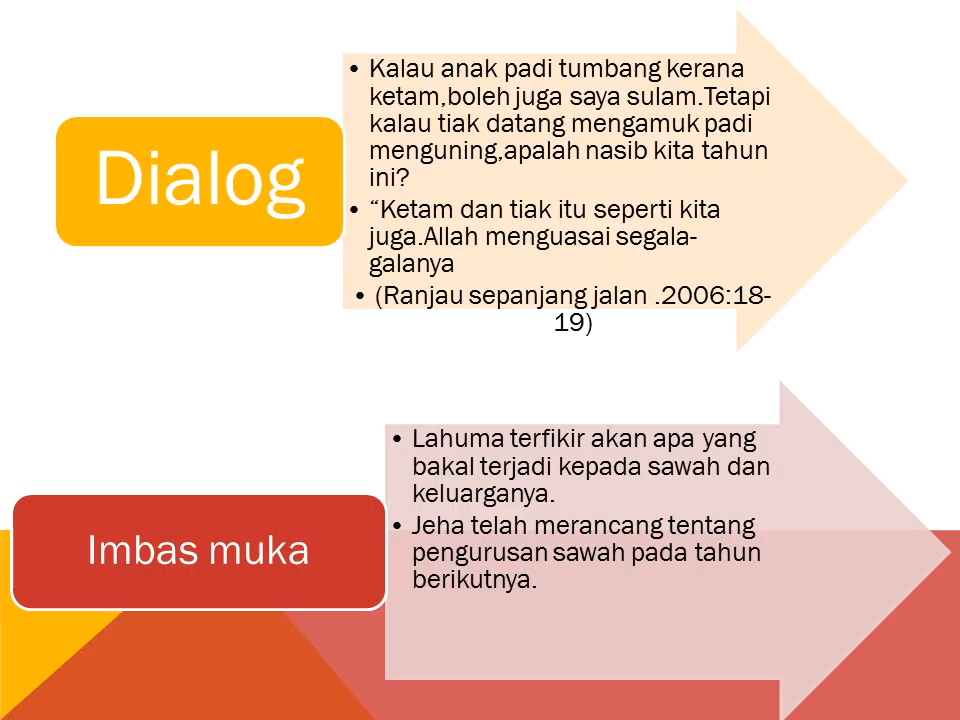 Dialog
• Kalau anak padi tumbang kerana
ketam,boleh juga saya sulam.Tetapi
kalau tiak datang mengamuk padi
menguning,apalah nasib kita tahun
ini?
• “Ketam dan tiak itu seperti kita
juga.Allah menguasai segala-
galanya
• (Ranjau sepanjang jalan .2006:18-
19)
Imbas muka
• Lahuma terfikir akan apa yang
bakal terjadi kepada sawah dan
keluarganya.
• Jeha telah merancang tentang
pengurusan sawah pada tahun
berikutnya.